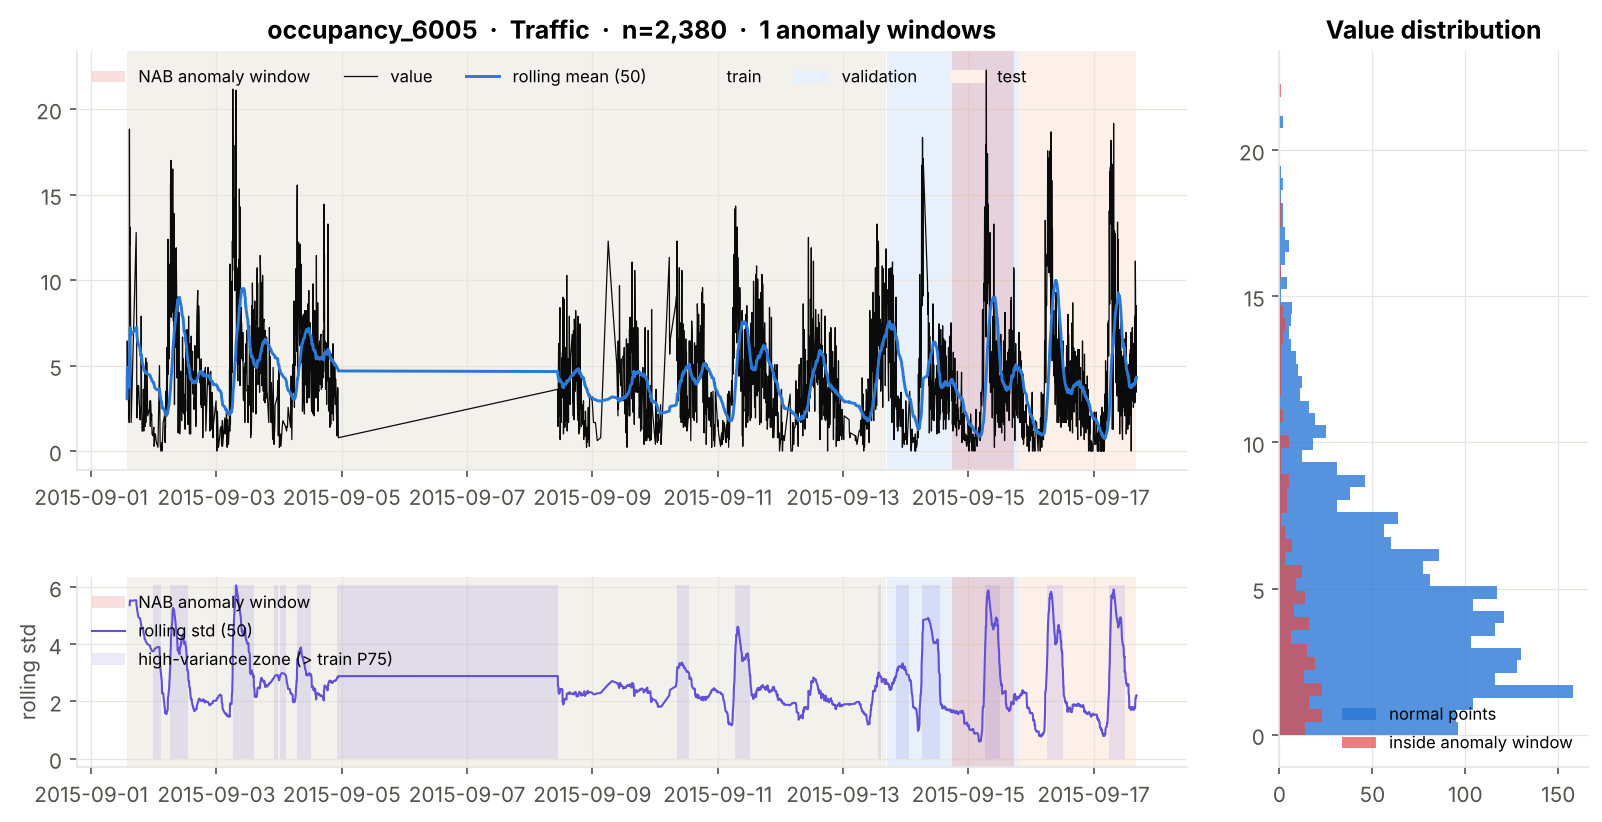 occupancy_6005 · Traffic · n=2,380 · 1 anomaly windows
NAB anomaly window
value
rolling mean (50)
train
validation
test
20
15
10
5
0
2015-09-01
2015-09-03
2015-09-05
2015-09-07
2015-09-09
2015-09-11
2015-09-13
2015-09-15
2015-09-17
rolling std
6
4
2
0
NAB anomaly window
rolling std (50)
high-variance zone (> train P75)
2015-09-01
2015-09-03
2015-09-05
2015-09-07
2015-09-09
2015-09-11
2015-09-13
2015-09-15
2015-09-17
Value distribution
20
15
10
5
0
normal points
inside anomaly window
0
50
100
150